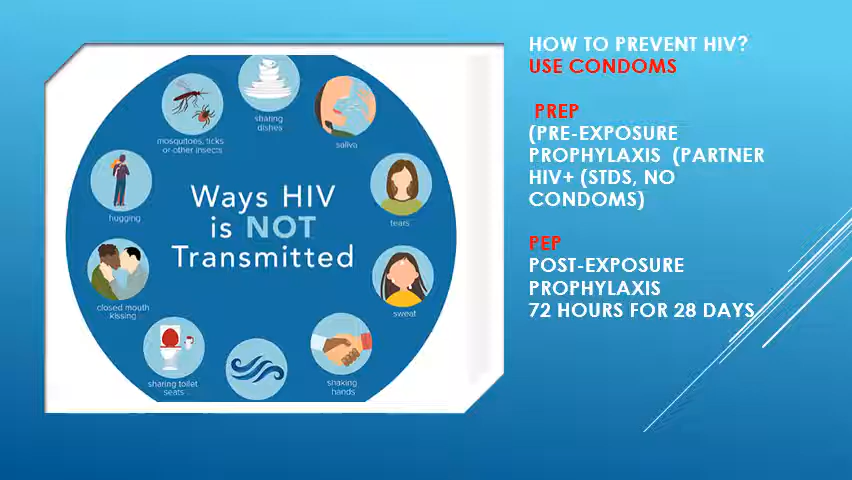 HOW TO PREVENT HIV?
USE CONDOMS
PREP
(PRE-EXPOSURE
PROPHYLAXIS (PARTNER
HIV+ (STDS, NO
CONDOMS)
PEP
POST-EXPOSURE
PROPHYLAXIS
72 HOURS FOR 28 DAYS
Ways HIV
is NOT
Transmitted
sharing
dishes
saliva
tears
sweat
shaking
hands
sharing toilet
seats
closed mouth
kissing
hugging
mosquitoes, ticks
or other insects